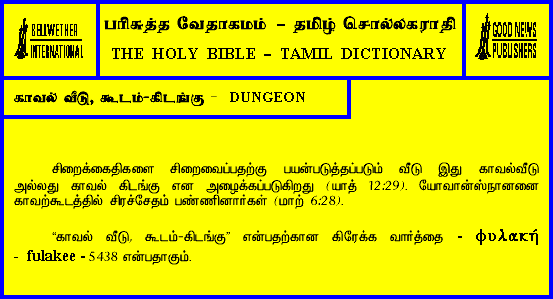 BELLWETHER
INTERNATIONAL
பரிசுத்த வேதாகமம் - தமிழ் சொல்லகராதி
THE HOLY BIBLE - TAMIL DICTIONARY
GOOD NEWS
PUBLISHERS
காவல் வீடு, கூடம்-கிடங்கு - DUNGEON
சிறைக்கைதிகளை சிறைவைப்பதற்கு பயன்படுத்தப்படும் வீடு இது காவல்வீடு
அல்லது காவல் கிடங்கு என அழைக்கப்படுகிறது (யாத் 12:29). யோவான்ஸ்நானனை
காவற்கூடத்தில் சிரச்சேதம் பண்ணினார்கள் (மாற் 6:28).
“காவல் வீடு, கூடம்-கிடங்கு” என்பதற்கான கிரேக்க வார்த்தை - φυλακή
- fulakee - 5438 என்பதாகும்.